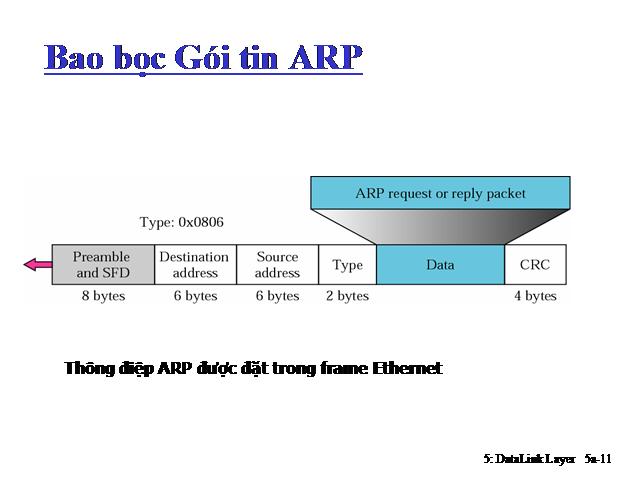 Bao bọc Gói tin ARP
ARP request or reply packet
Type: 0x0806
Preamble
and SFD
Destination
address
Source
address
Type
Data
CRC
8 bytes
6 bytes
6 bytes
2 bytes
4 bytes
Thông điệp ARP được đặt trong frame Ethernet
5: DataLink Layer 5a-11